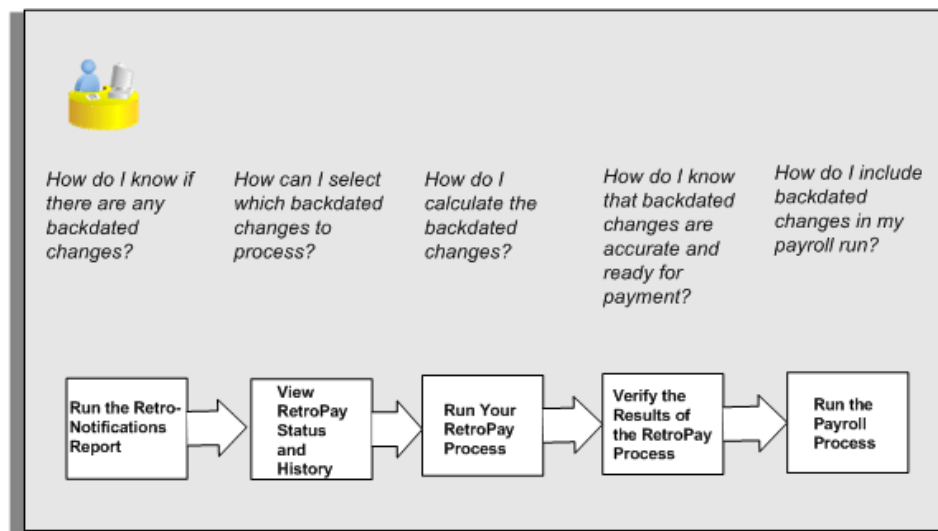 How do I know if
there are any
backdated
changes?
How can I select
which backdated
changes to
process?
How do I
calculate the
backdated
changes?
How do I know
that backdated
changes are
accurate and
ready for
payment?
How do I include
backdated
changes in my
payroll run?
Run the Retro-
Notifications
Report
View
RetroPay
Status
and
History
Run Your
RetroPay
Process
Verify the
Results of
the RetroPay
Process
Run the
Payroll
Process